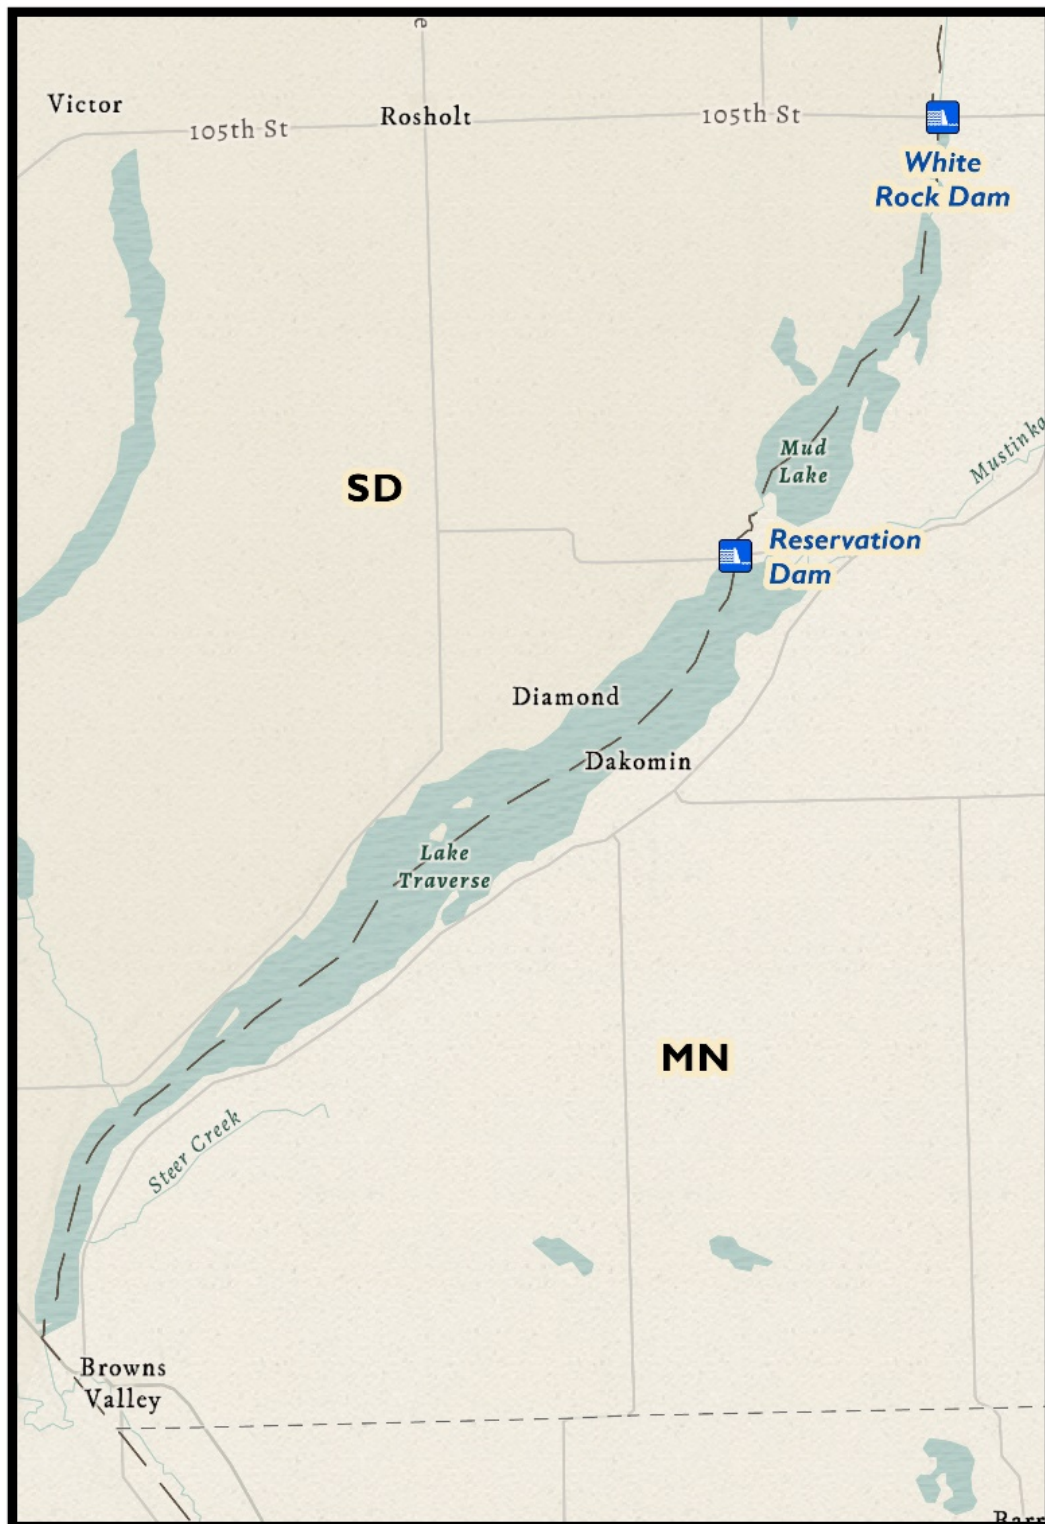 e
Victor
Rosholt
105th St
105th St
White
Rock Dam
Mud
Lake
Mustinka
SD
Reservation
Dam
Diamond
Dakomin
Lake
Traverse
MN
Steer Creek
Browns
Valley